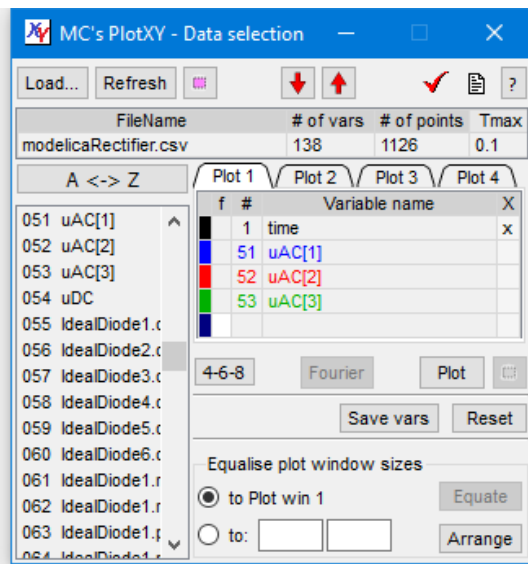 MC's PlotXY - Data selection
Load... Refresh ?
FileName # of vars # of points Tmax
modelicaRectifier.csv 138 1126 0.1
A <-> Z
Plot 1 Plot 2 Plot 3 Plot 4
f # Variable name X
1 time x
51 uAC[1]
52 uAC[2]
53 uAC[3]
051 uAC[1]
052 uAC[2]
053 uAC[3]
054 uDC
055 IdealDiode1.
056 IdealDiode2.
057 IdealDiode3.
058 IdealDiode4.
059 IdealDiode5.
060 IdealDiode6.
061 IdealDiode1.
062 IdealDiode1.
063 IdealDiode1.
064 IdealDiode1.
4-6-8 Fourier Plot
Save vars Reset
Equalise plot window sizes
to Plot win 1 Equate
to: Arrange